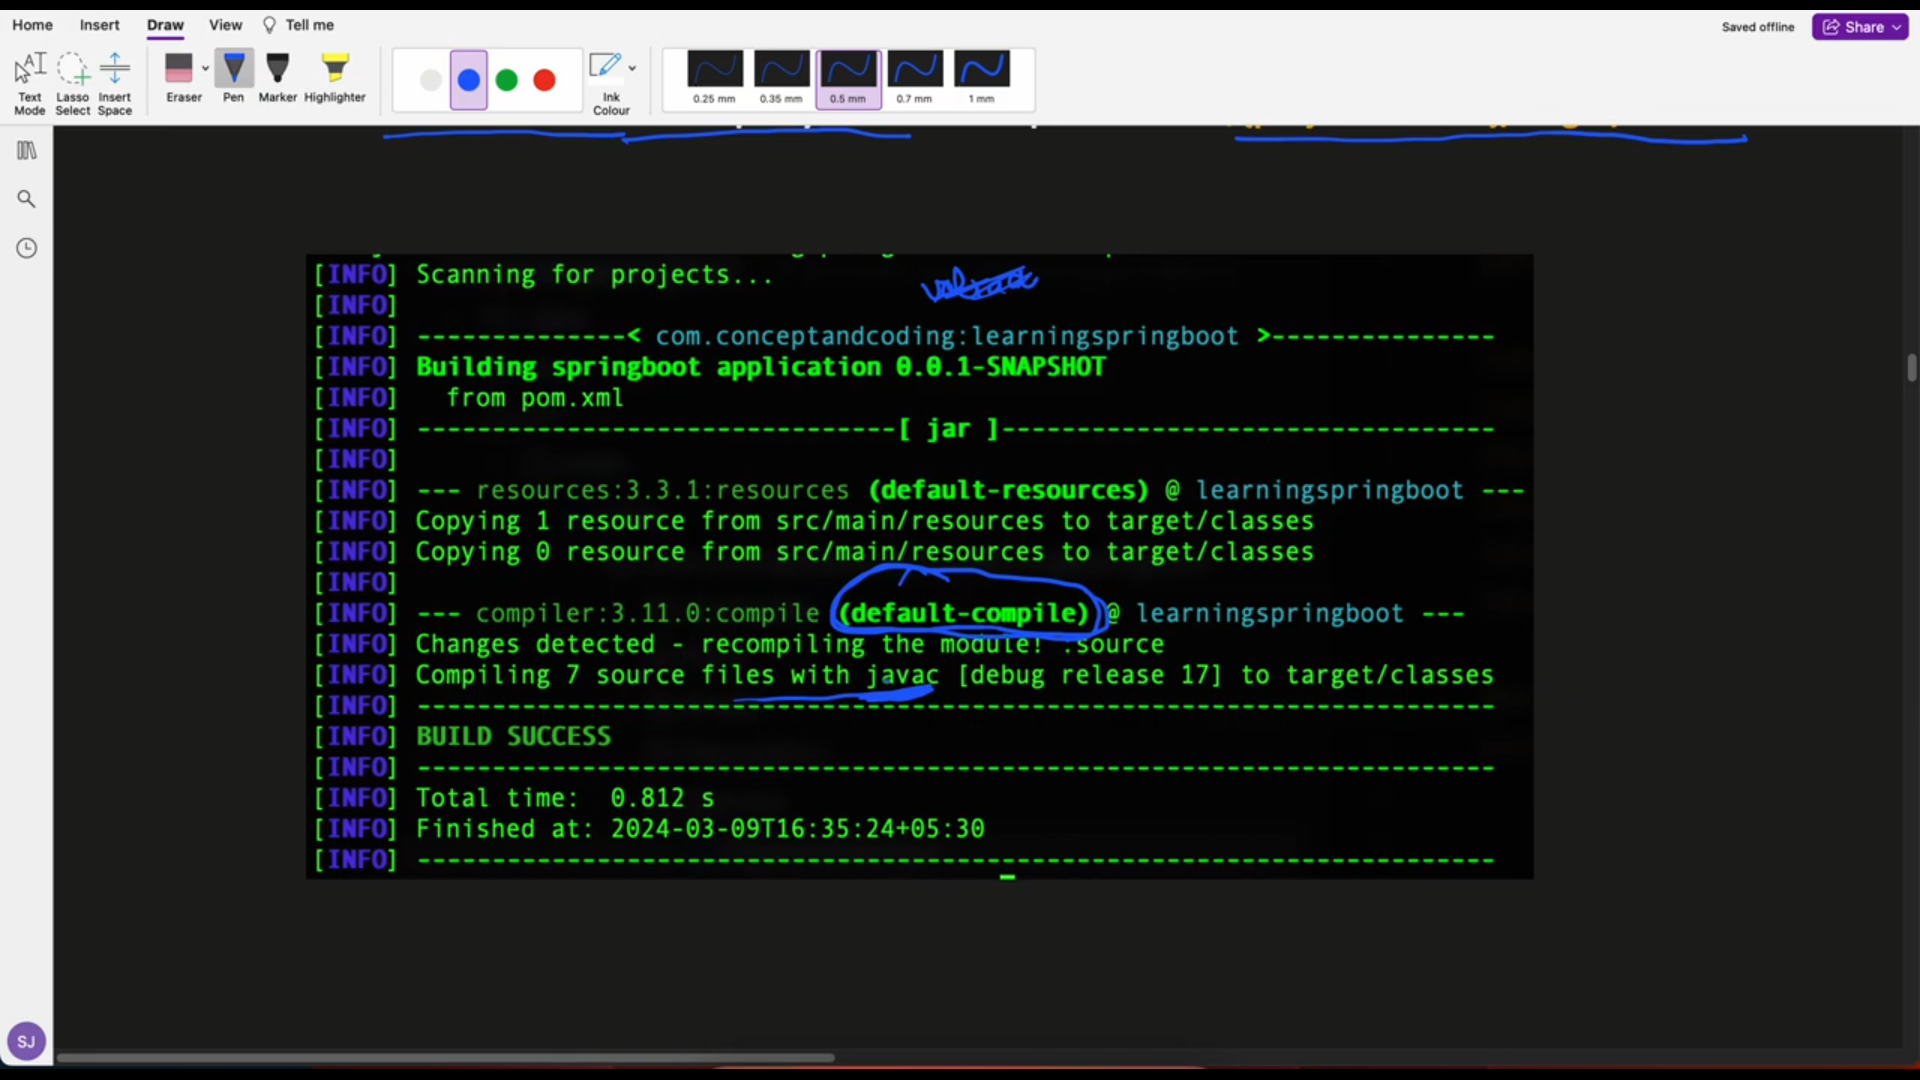 Home Insert Draw View Tell me
Saved offline Share
Text Mode
Lasso Select
Insert Space
Eraser
Pen
Marker
Highlighter
Ink Colour
0.25 mm
0.35 mm
0.5 mm
0.7 mm
1 mm
[INFO] Scanning for projects...
[INFO]
[INFO] --------------< com.conceptandcoding:learningspringboot >---------------
[INFO] Building springboot application 0.0.1-SNAPSHOT
[INFO]   from pom.xml
[INFO] --------------------------------[ jar ]---------------------------------
[INFO]
[INFO] --- resources:3.3.1:resources (default-resources) @ learningspringboot ---
[INFO] Copying 1 resource from src/main/resources to target/classes
[INFO] Copying 0 resource from src/main/resources to target/classes
[INFO]
[INFO] --- compiler:3.11.0:compile (default-compile) @ learningspringboot ---
[INFO] Changes detected - recompiling the module! :source
[INFO] Compiling 7 source files with javac [debug release 17] to target/classes
[INFO] ------------------------------------------------------------------------
[INFO] BUILD SUCCESS
[INFO] ------------------------------------------------------------------------
[INFO] Total time:  0.812 s
[INFO] Finished at: 2024-03-09T16:35:24+05:30
[INFO] ------------------------------------------------------------------------
SJ